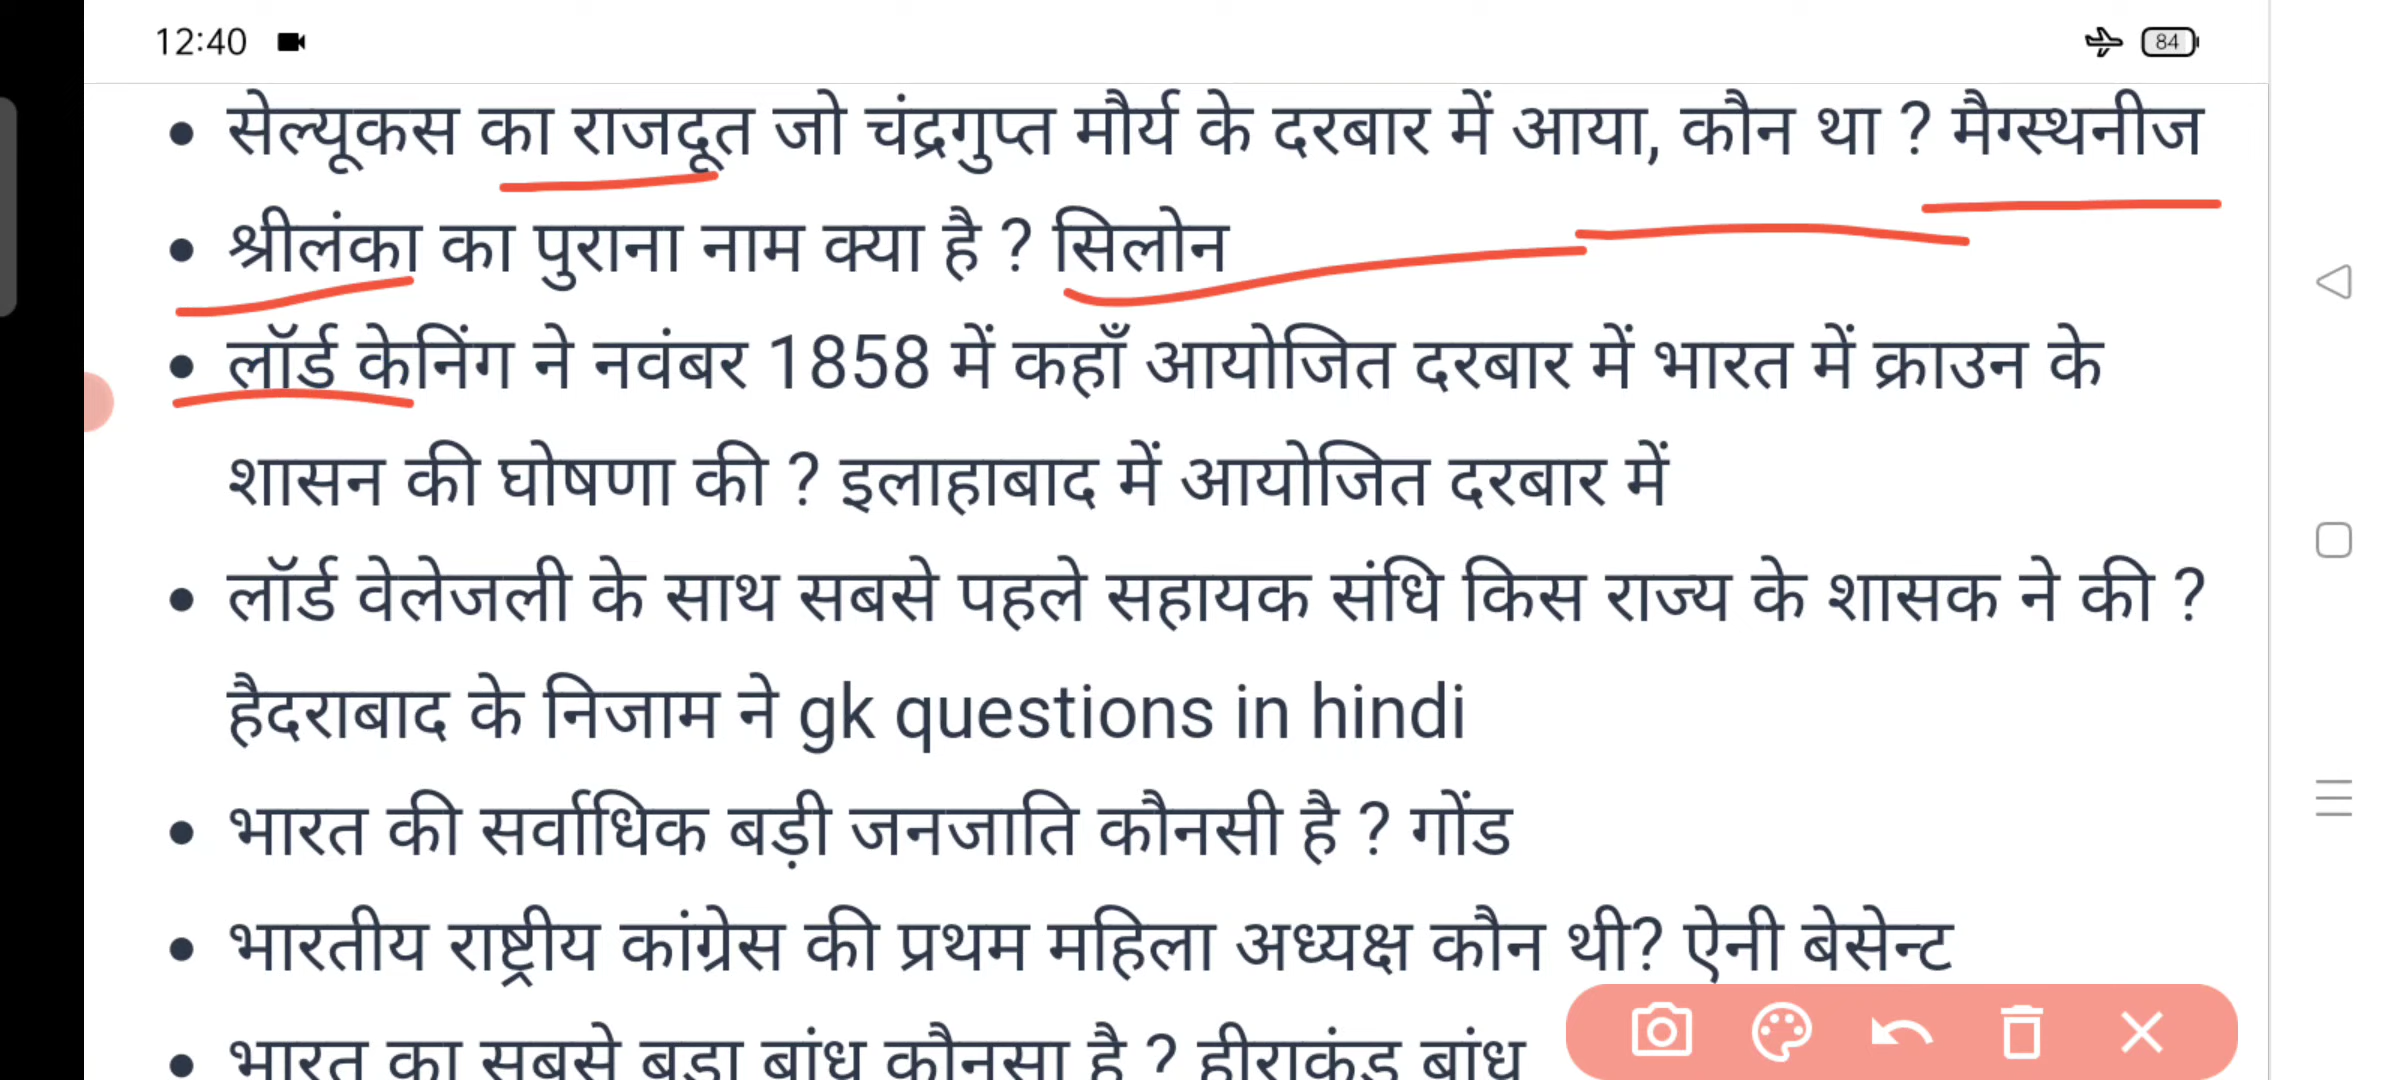 12:40
84
• सेल्यूकस का राजदूत जो चंद्रगुप्त मौर्य के दरबार में आया, कौन था ? मैग्स्थनीज
• श्रीलंका का पुराना नाम क्या है ? सिलोन
• लॉर्ड केनिंग ने नवंबर 1858 में कहाँ आयोजित दरबार में भारत में क्राउन के
शासन की घोषणा की ? इलाहाबाद में आयोजित दरबार में
• लॉर्ड वेलेजली के साथ सबसे पहले सहायक संधि किस राज्य के शासक ने की ?
हैदराबाद के निजाम ने gk questions in hindi
• भारत की सर्वाधिक बड़ी जनजाति कौनसी है ? गोंड
• भारतीय राष्ट्रीय कांग्रेस की प्रथम महिला अध्यक्ष कौन थी? ऐनी बेसेन्ट
• भारत का सबसे बड़ा बांध कौनसा है ? हीराकुंड बांध